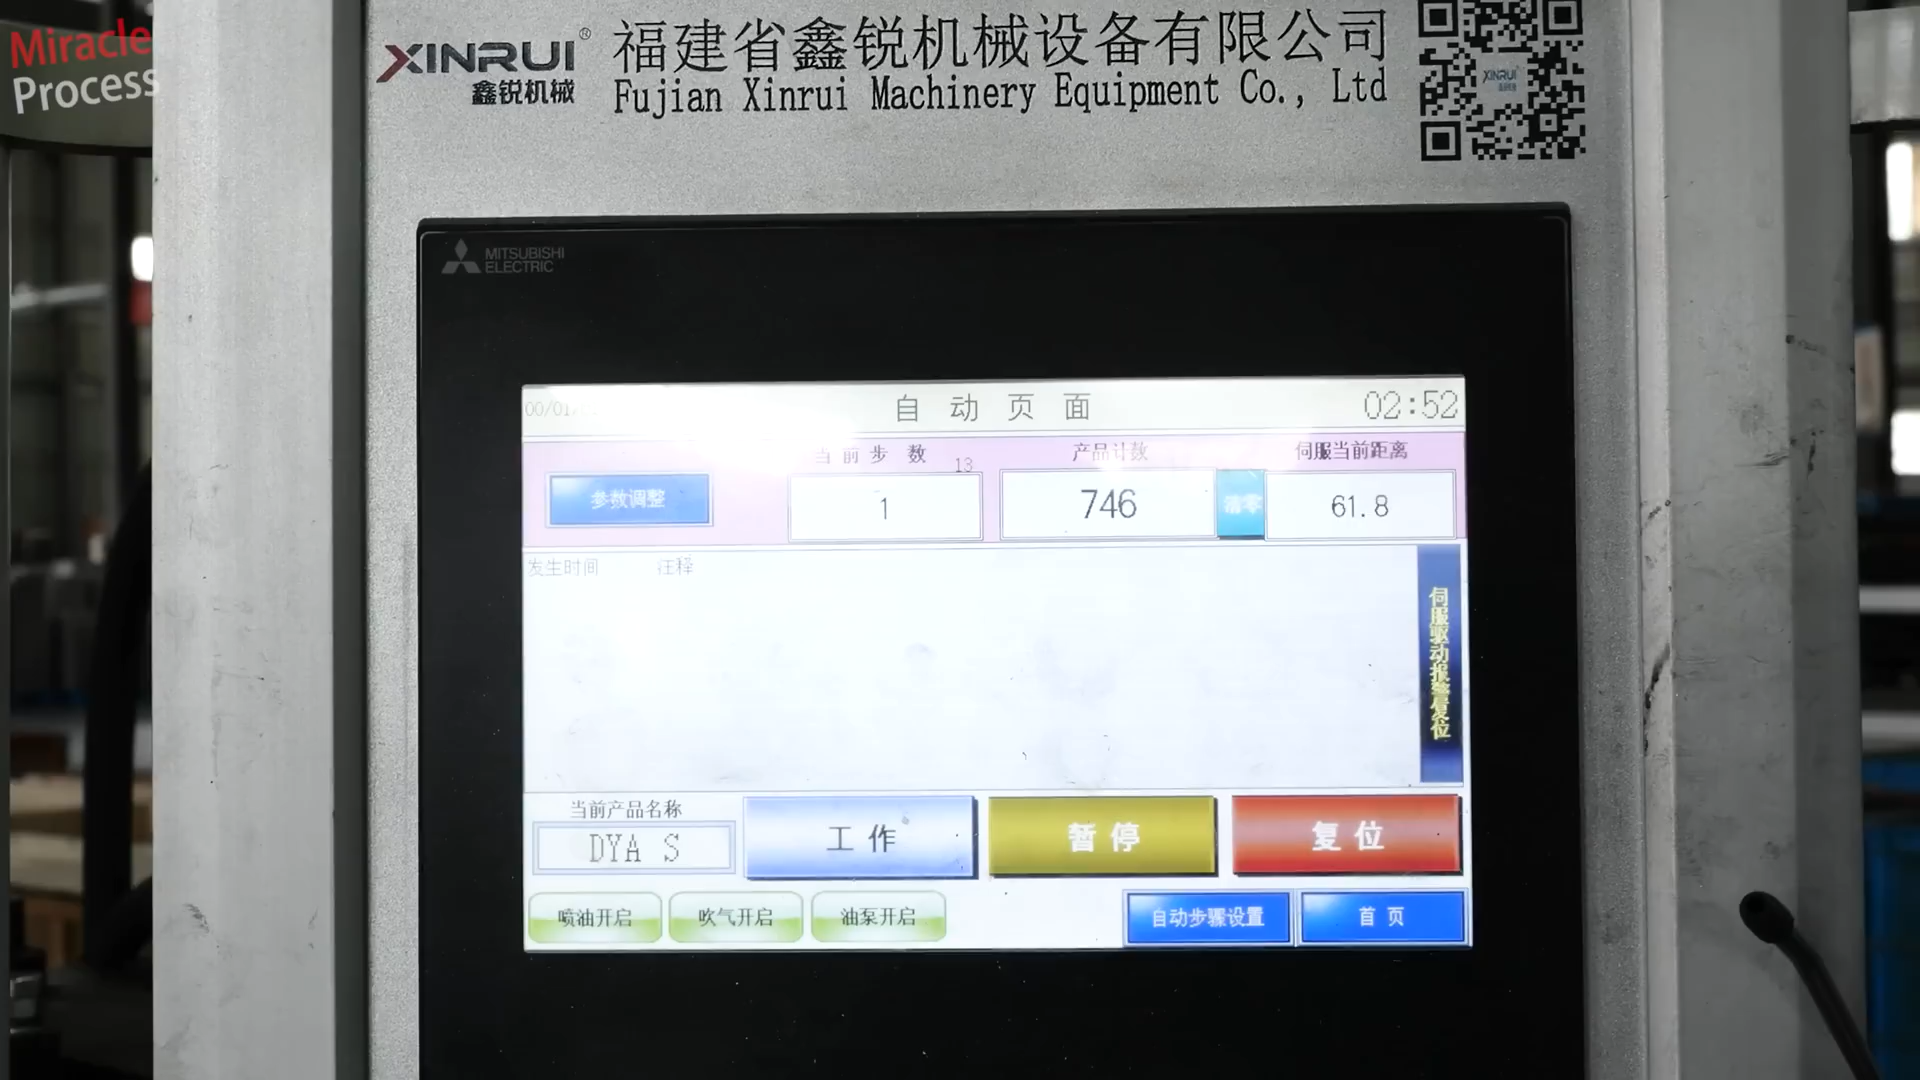 Miracle
Process
XINRUI®
鑫锐机械
福建省鑫锐机械设备有限公司
Fujian Xinrui Machinery Equipment Co., Ltd
XINRUI
MITSUBISHI
ELECTRIC
00/01/
自动页面
02:52
当前步数
13
产品计数
伺服当前距离
参数调整
1
746
清零
61.8
发生时间
注释
伺服驱动报警复位
当前产品名称
DYA S
工作
暂停
复位
喷油开启
吹气开启
油泵开启
自动步骤设置
首页